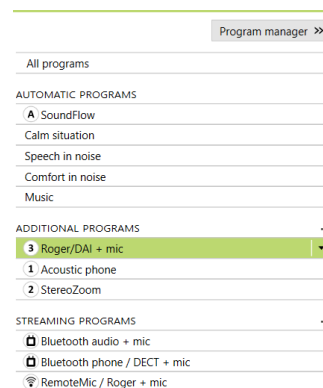 Program manager »
All programs
AUTOMATIC PROGRAMS
A SoundFlow
Calm situation
Speech in noise
Comfort in noise
Music
ADDITIONAL PROGRAMS
3 Roger/DAI + mic
1 Acoustic phone
2 StereoZoom
STREAMING PROGRAMS
Bluetooth audio + mic
Bluetooth phone / DECT + mic
RemoteMic / Roger + mic